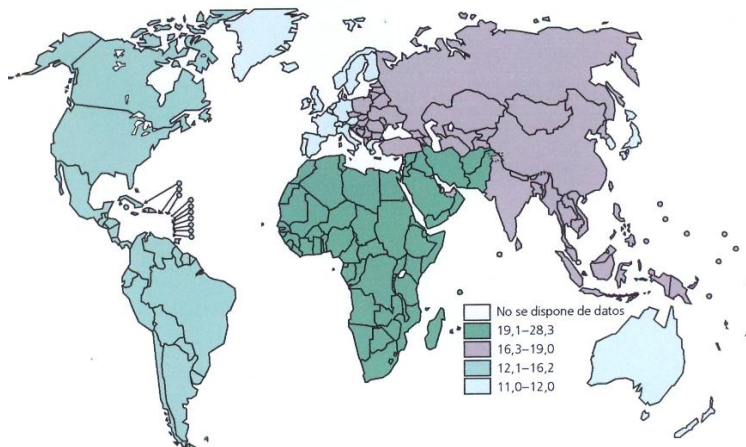 No se dispone de datos
19,1–28,3
16,3–19,0
12,1–16,2
11,0–12,0